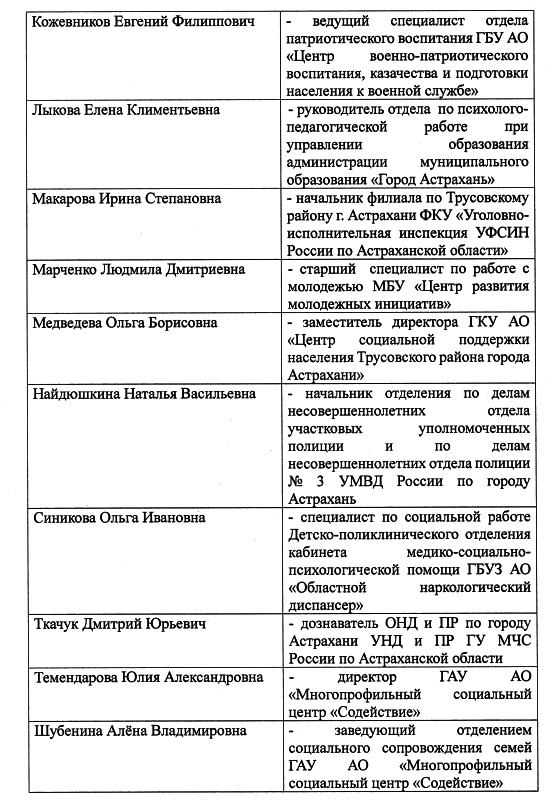 Кожевников Евгений Филиппович
- ведущий специалист отдела
патриотического воспитания ГБУ АО
«Центр военно-патриотического
воспитания, казачества и подготовки
населения к военной службе»
Лыкова Елена Климентьевна
- руководитель отдела по психолого-
педагогической работе при
управлении образования
администрации муниципального
образования «Город Астрахань»
Макарова Ирина Степановна
- начальник филиала по Трусовскому
району г. Астрахани ФКУ «Уголовно-
исполнительная инспекция УФСИН
России по Астраханской области»
Марченко Людмила Дмитриевна
- старший специалист по работе с
молодежью МБУ «Центр развития
молодежных инициатив»
Медведева Ольга Борисовна
- заместитель директора ГКУ АО
«Центр социальной поддержки
населения Трусовского района города
Астрахани»
Найдюшкина Наталья Васильевна
- начальник отделения по делам
несовершеннолетних отдела
участковых уполномоченных
полиции и по делам
несовершеннолетних отдела полиции
№ 3 УМВД России по городу
Астрахань
Синикова Ольга Ивановна
- специалист по социальной работе
Детско-поликлинического отделения
кабинета медико-социально-
психологической помощи ГБУЗ АО
«Областной наркологический
диспансер»
Ткачук Дмитрий Юрьевич
- дознаватель ОНД и ПР по городу
Астрахани УНД и ПР ГУ МЧС
России по Астраханской области
Темендарова Юлия Александровна
- директор ГАУ АО
«Многопрофильный социальный
центр «Содействие»
Шубенина Алёна Владимировна
- заведующий отделением
социального сопровождения семей
ГАУ АО «Многопрофильный
социальный центр «Содействие»